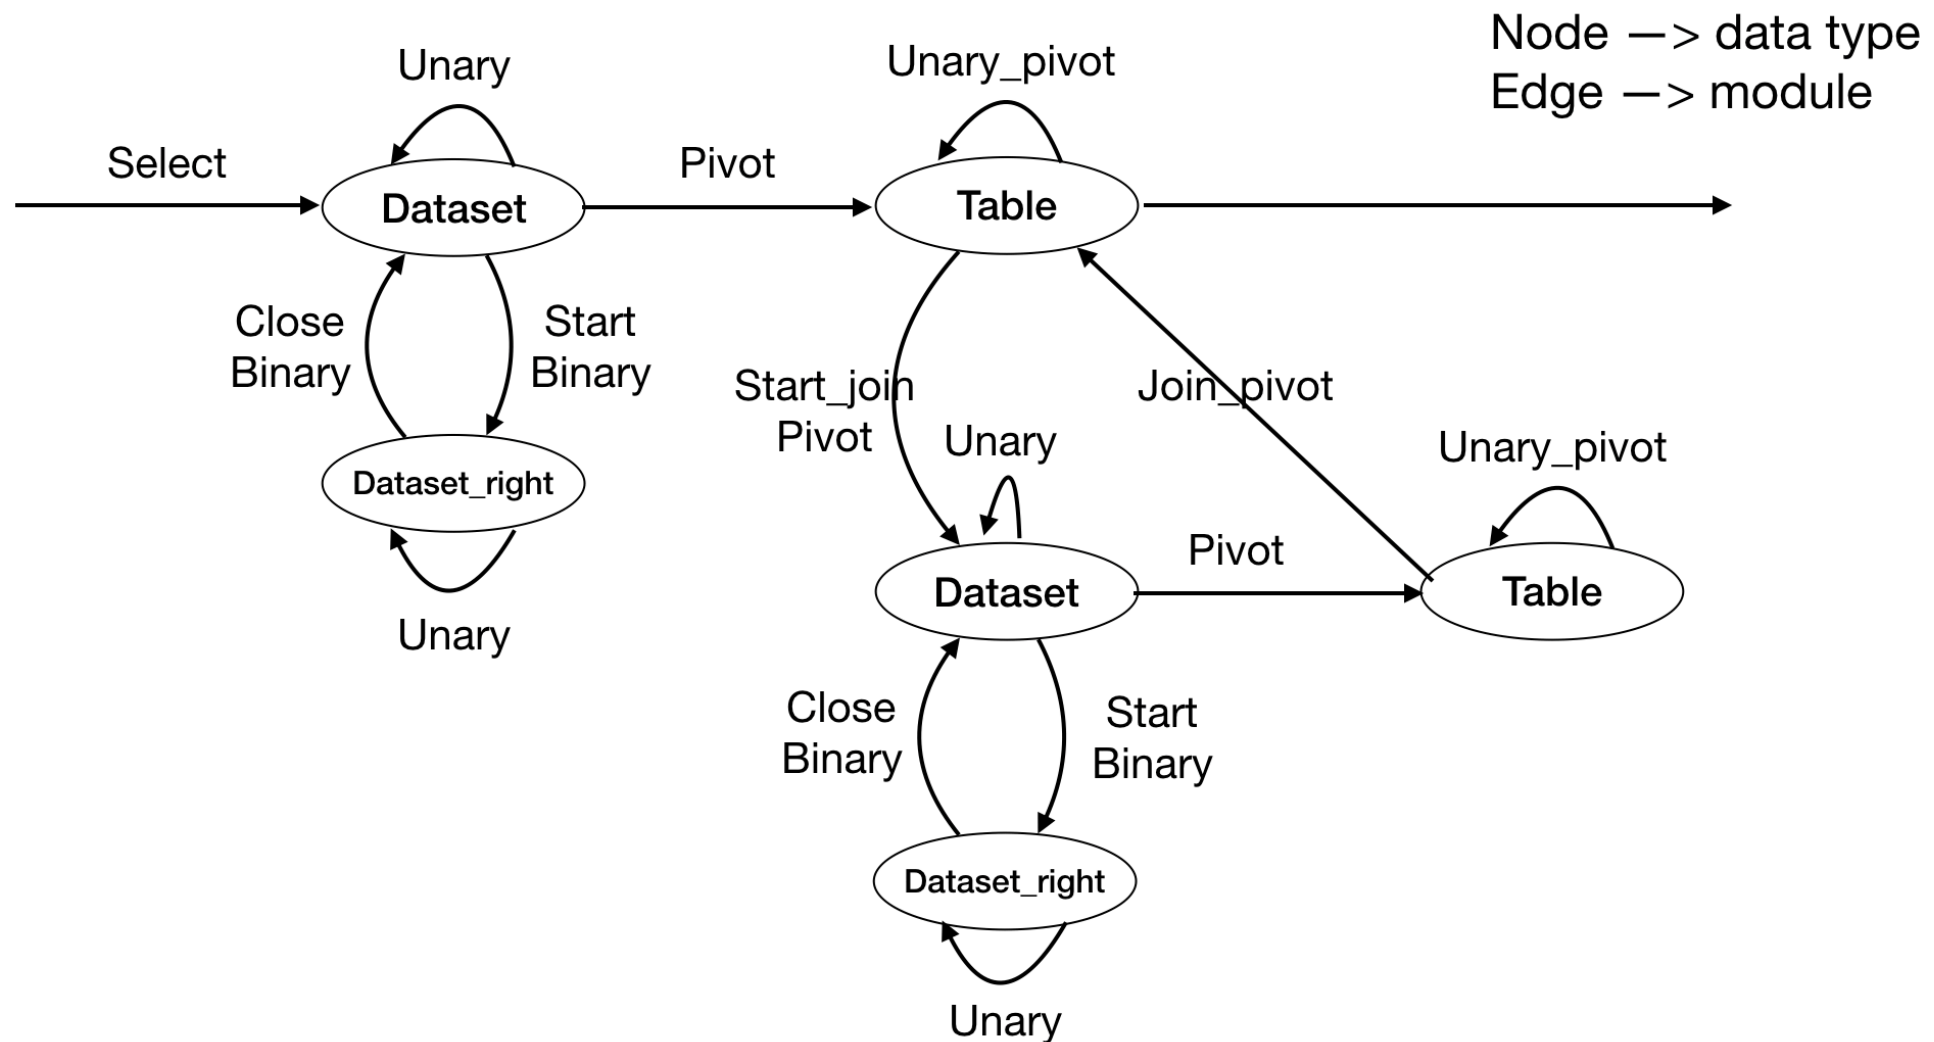 Node —> data type
Edge —> module
Unary
Unary_pivot
Select
Pivot
Dataset
Table
Close
Binary
Start
Binary
Start_join
Pivot
Join_pivot
Unary
Unary_pivot
Dataset_right
Pivot
Dataset
Table
Unary
Close
Binary
Start
Binary
Dataset_right
Unary